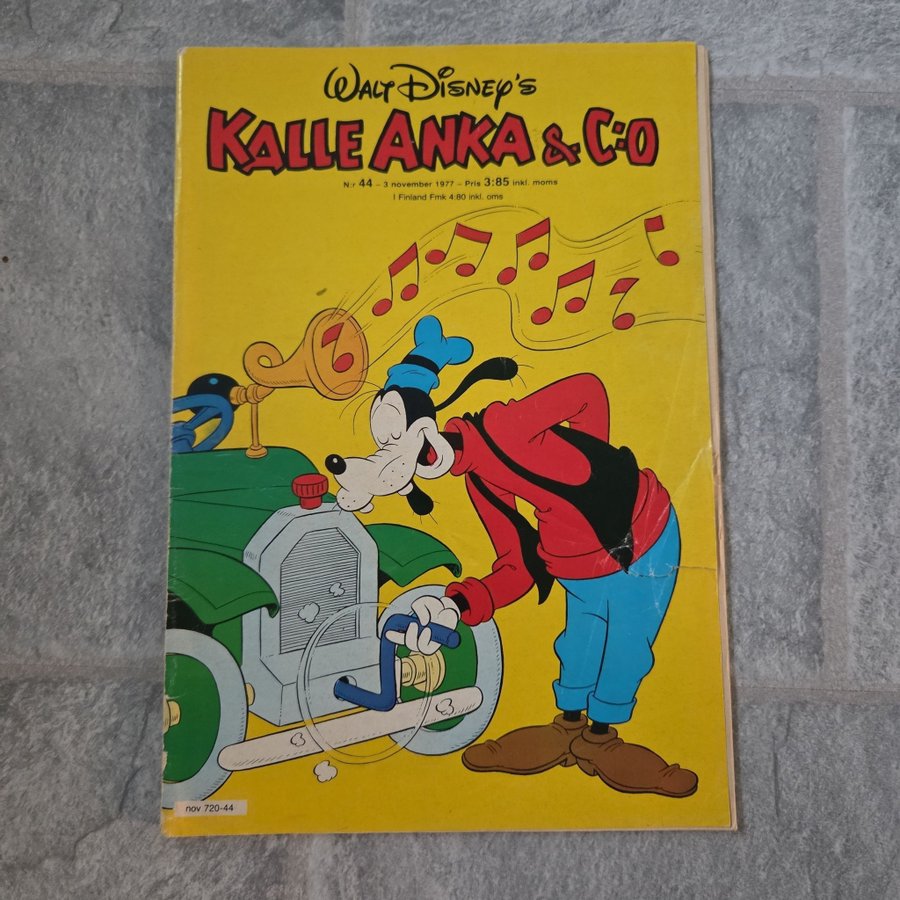 WALT DISNEY'S
KALLE ANKA & C:O
N:r 44 – 3 november 1977 – Pris 3:85 inkl. moms
I Finland Fmk 4:80 inkl. oms
nov 720-44